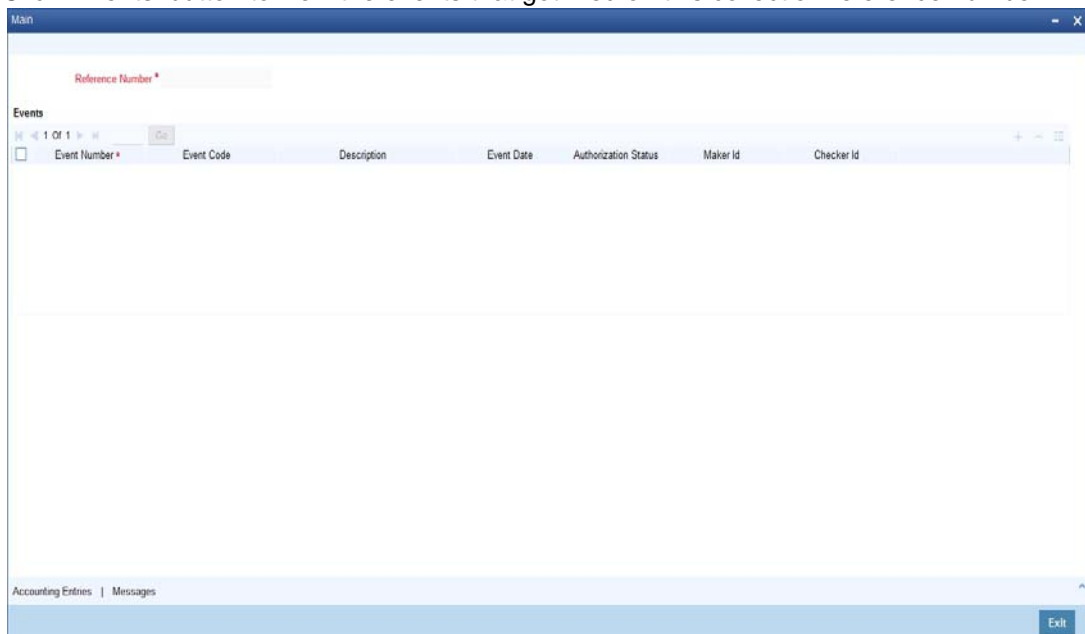 Main
Reference Number *
Events
1 Of 1 Go
Event Number * Event Code Description Event Date Authorization Status Maker Id Checker Id
Accounting Entries | Messages
Exit